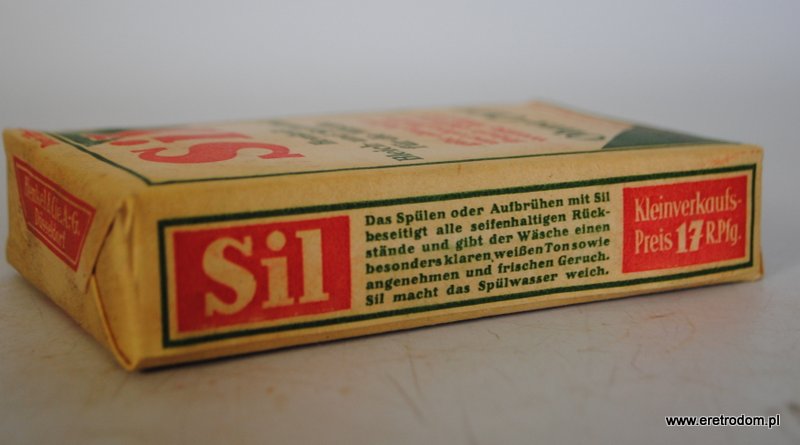 Sil
Das Spülen oder Aufbrühen mit Sil
beseitigt alle seifenhaltigen Rück-
stände und gibt der Wäsche einen
besonders klaren, weißen Ton sowie
angenehmen und frischen Geruch.
Sil macht das Spülwasser weich.
Kleinverkaufs-
Preis 17 R.Pfg.
Henkel & Cie. A-G.
Düsseldorf
www.eretrodom.pl